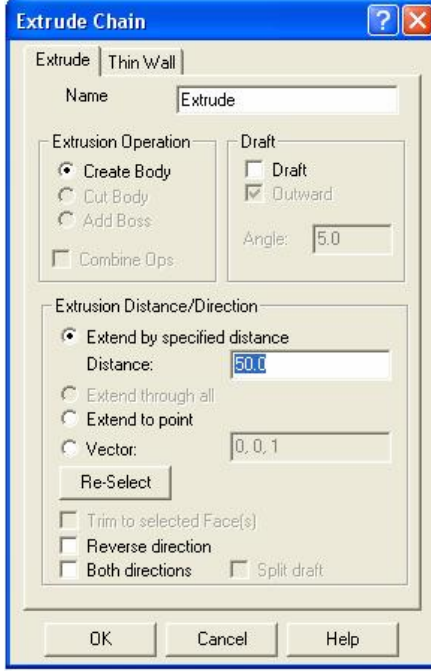 Extrude Chain
Extrude Thin Wall
Name Extrude
Extrusion Operation
Create Body
Cut Body
Add Boss
Combine Ops
Draft
Draft
Outward
Angle: 5.0
Extrusion Distance/Direction
Extend by specified distance
Distance: 50.0
Extend through all
Extend to point
Vector: 0, 0, 1
Re-Select
Trim to selected Face(s)
Reverse direction
Both directions Split draft
OK Cancel Help